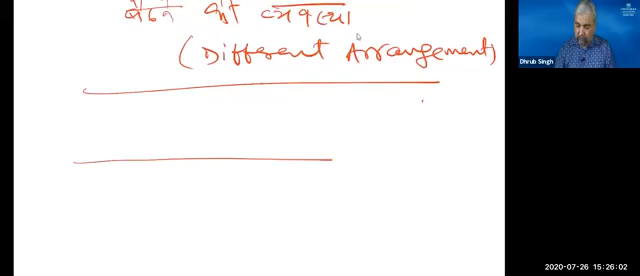 बैठने की व्यवस्था
(Different Arrangement)
Dhrub Singh
2020-07-26 15:26:02